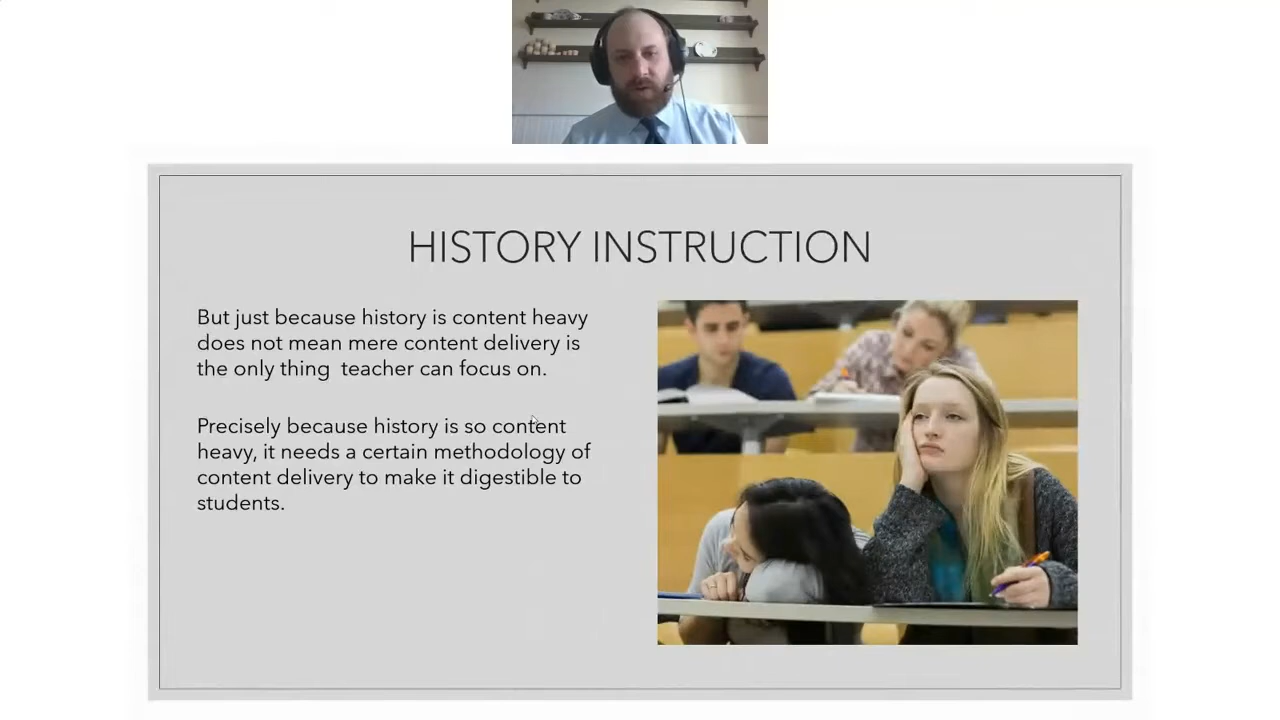 HISTORY INSTRUCTION
But just because history is content heavy
does not mean mere content delivery is
the only thing  teacher can focus on.
Precisely because history is so content
heavy, it needs a certain methodology of
content delivery to make it digestible to
students.